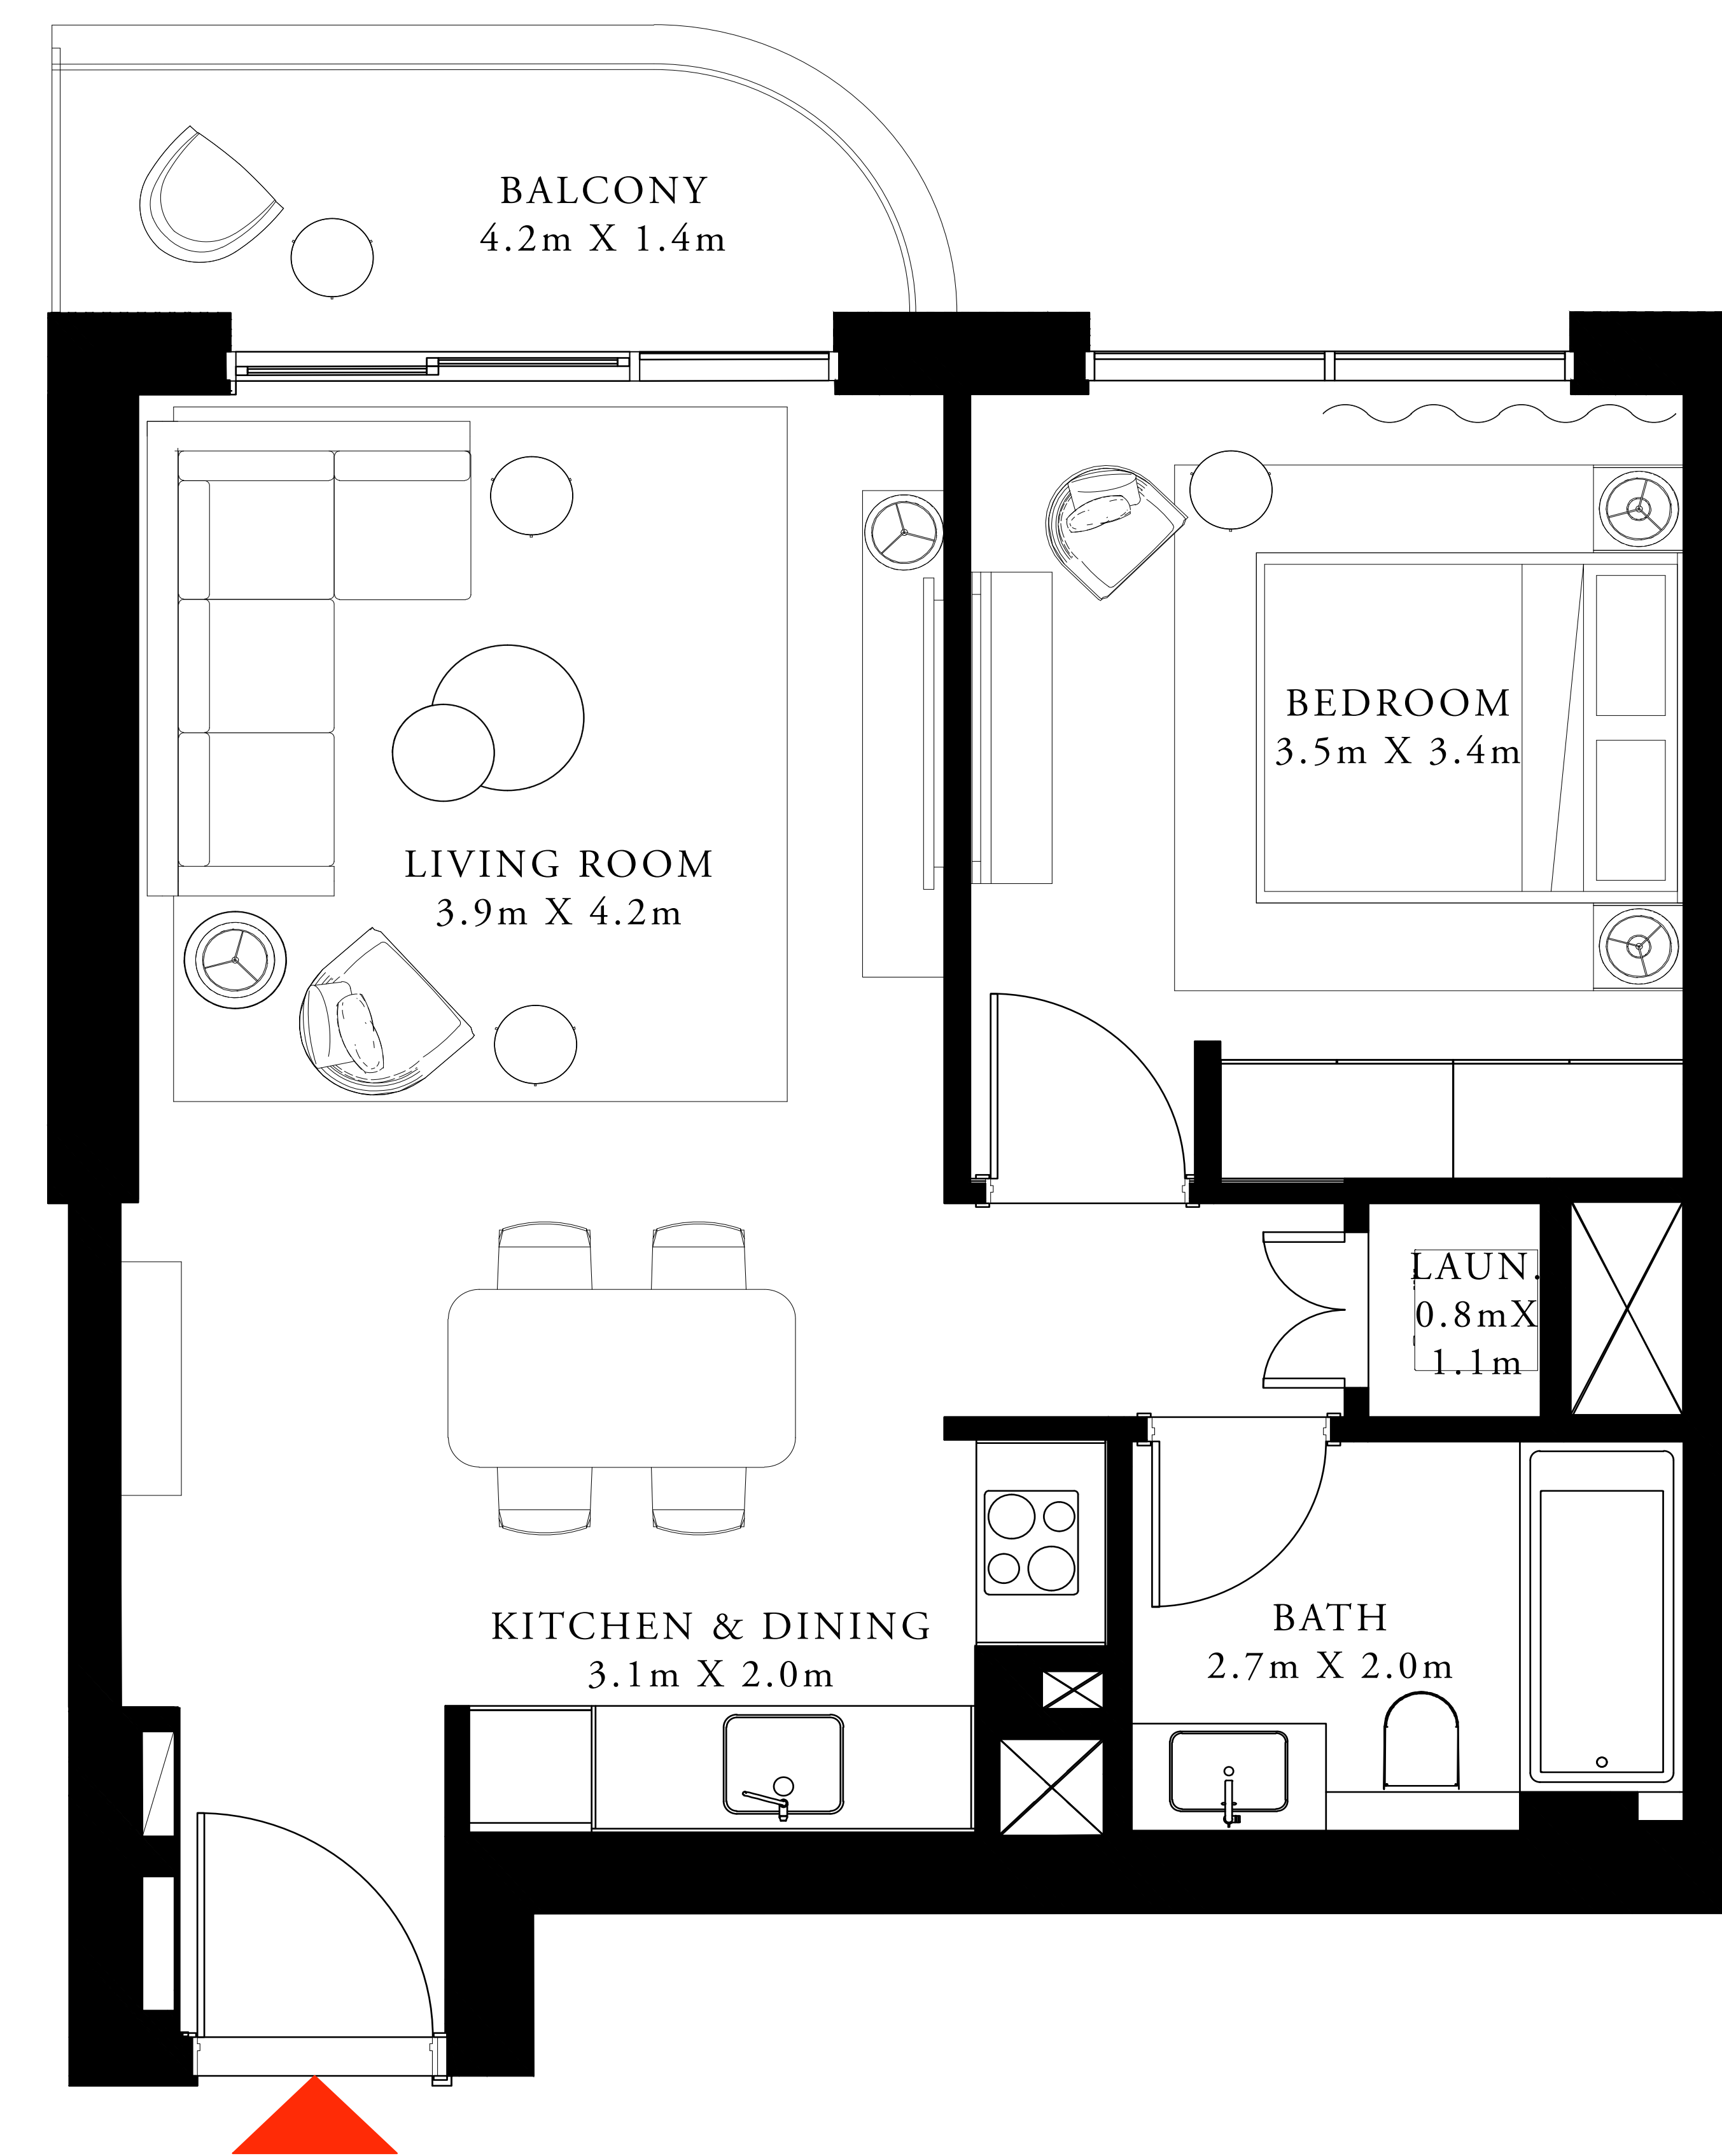 BALCONY
4.2m X 1.4m
BEDROOM
3.5m X 3.4m
LIVING ROOM
3.9m X 4.2m
LAUN.
0.8mX
1.1m
KITCHEN & DINING
3.1m X 2.0m
BATH
2.7m X 2.0m